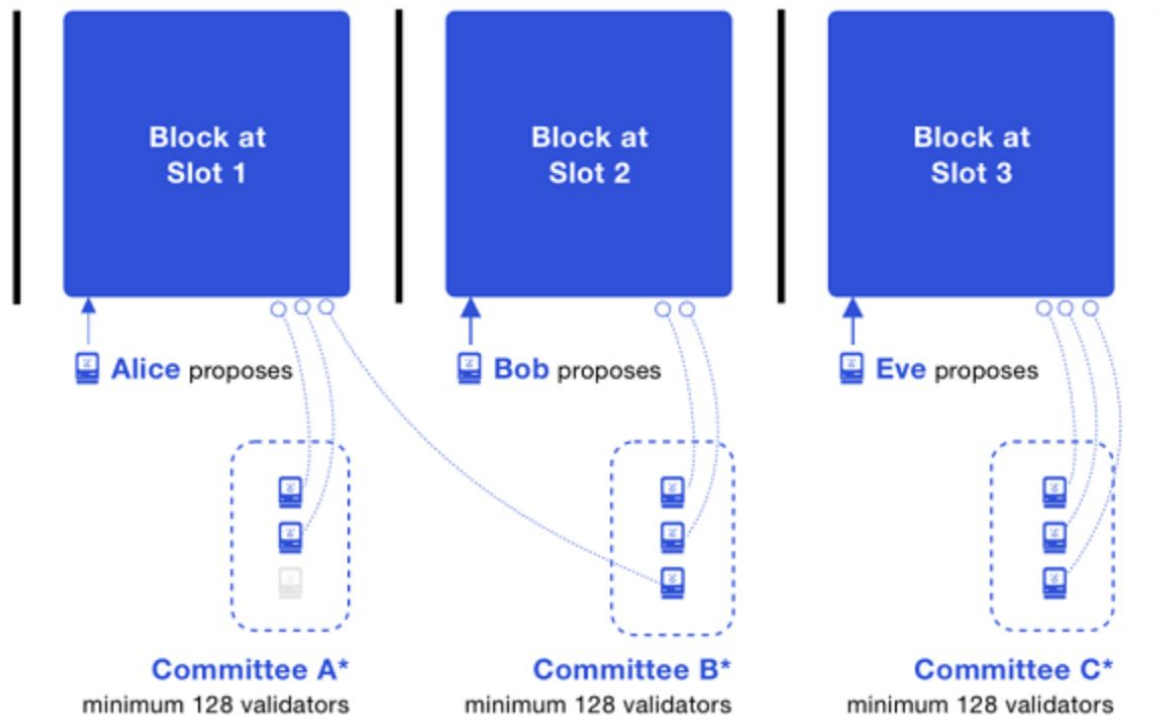 Block at
Slot 1
Block at
Slot 2
Block at
Slot 3
Alice proposes
Bob proposes
Eve proposes
Committee A*
minimum 128 validators
Committee B*
minimum 128 validators
Committee C*
minimum 128 validators